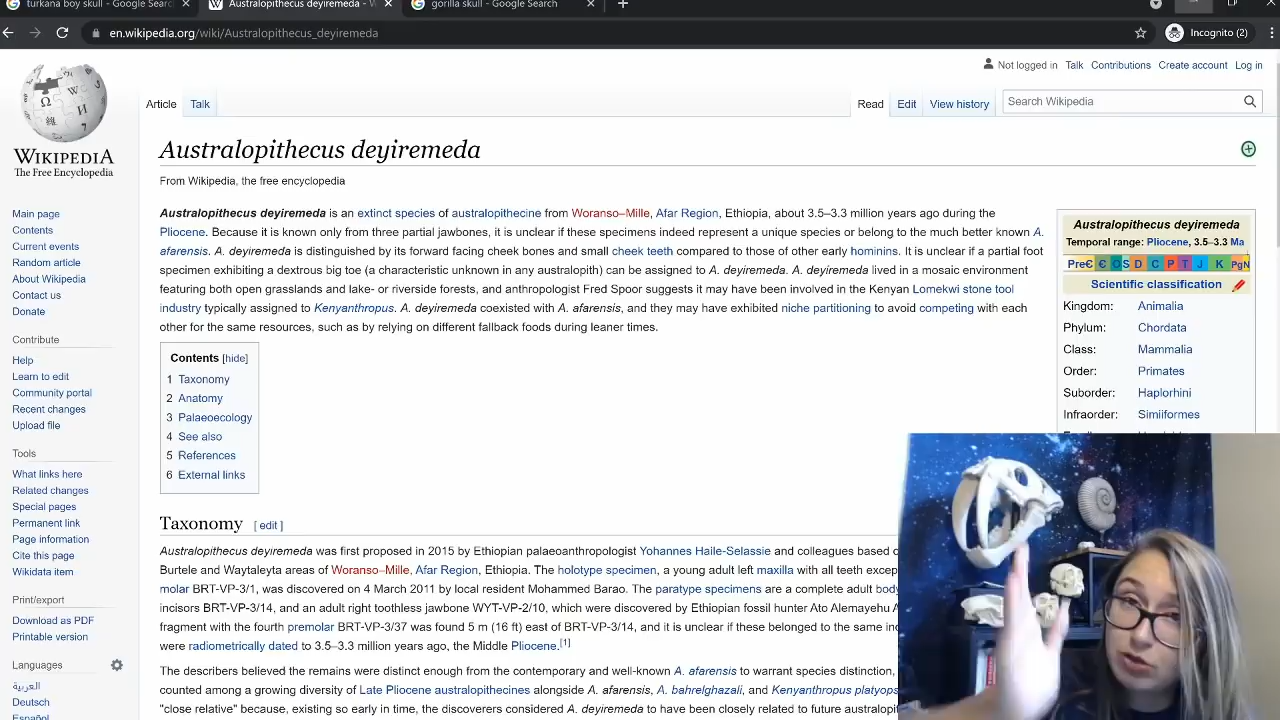 turkana boy skull - Google Search
Australopithecus deyiremeda - W
gorilla skull - Google Search
en.wikipedia.org/wiki/Australopithecus_deyiremeda
Incognito (2)
Not logged in Talk Contributions Create account Log in
Article Talk
Read Edit View history
Search Wikipedia
WIKIPEDIA
The Free Encyclopedia
Main page
Contents
Current events
Random article
About Wikipedia
Contact us
Donate
Contribute
Help
Learn to edit
Community portal
Recent changes
Upload file
Tools
What links here
Related changes
Special pages
Permanent link
Page information
Cite this page
Wikidata item
Print/export
Download as PDF
Printable version
Languages
العربية
Deutsch
Español
Australopithecus deyiremeda
From Wikipedia, the free encyclopedia
Australopithecus deyiremeda is an extinct species of australopithecine from Woranso–Mille, Afar Region, Ethiopia, about 3.5–3.3 million years ago during the
Pliocene. Because it is known only from three partial jawbones, it is unclear if these specimens indeed represent a unique species or belong to the much better known A.
afarensis. A. deyiremeda is distinguished by its forward facing cheek bones and small cheek teeth compared to those of other early hominins. It is unclear if a partial foot
specimen exhibiting a dextrous big toe (a characteristic unknown in any australopith) can be assigned to A. deyiremeda. A. deyiremeda lived in a mosaic environment
featuring both open grasslands and lake- or riverside forests, and anthropologist Fred Spoor suggests it may have been involved in the Kenyan Lomekwi stone tool
industry typically assigned to Kenyanthropus. A. deyiremeda coexisted with A. afarensis, and they may have exhibited niche partitioning to avoid competing with each
other for the same resources, such as by relying on different fallback foods during leaner times.
Contents [hide]
1 Taxonomy
2 Anatomy
3 Palaeoecology
4 See also
5 References
6 External links
Taxonomy [ edit ]
Australopithecus deyiremeda was first proposed in 2015 by Ethiopian palaeoanthropologist Yohannes Haile-Selassie and colleagues based o
Burtele and Waytaleyta areas of Woranso–Mille, Afar Region, Ethiopia. The holotype specimen, a young adult left maxilla with all teeth excep
molar BRT-VP-3/1, was discovered on 4 March 2011 by local resident Mohammed Barao. The paratype specimens are a complete adult bod
incisors BRT-VP-3/14, and an adult right toothless jawbone WYT-VP-2/10, which were discovered by Ethiopian fossil hunter Ato Alemayehu A
fragment with the fourth premolar BRT-VP-3/37 was found 5 m (16 ft) east of BRT-VP-3/14, and it is unclear if these belonged to the same ind
were radiometrically dated to 3.5–3.3 million years ago, the Middle Pliocene.[1]
The describers believed the remains were distinct enough from the contemporary and well-known A. afarensis to warrant species distinction,
counted among a growing diversity of Late Pliocene australopithecines alongside A. afarensis, A. bahrelghazali, and Kenyanthropus platyops
"close relative" because, existing so early in time, the discoverers considered A. deyiremeda to have been closely related to future australopit
Australopithecus deyiremeda
Temporal range: Pliocene, 3.5–3.3 Ma
PreꞒ Ꞓ O S D C P T J K PgN
Scientific classification
Kingdom: Animalia
Phylum: Chordata
Class: Mammalia
Order: Primates
Suborder: Haplorhini
Infraorder: Simiiformes